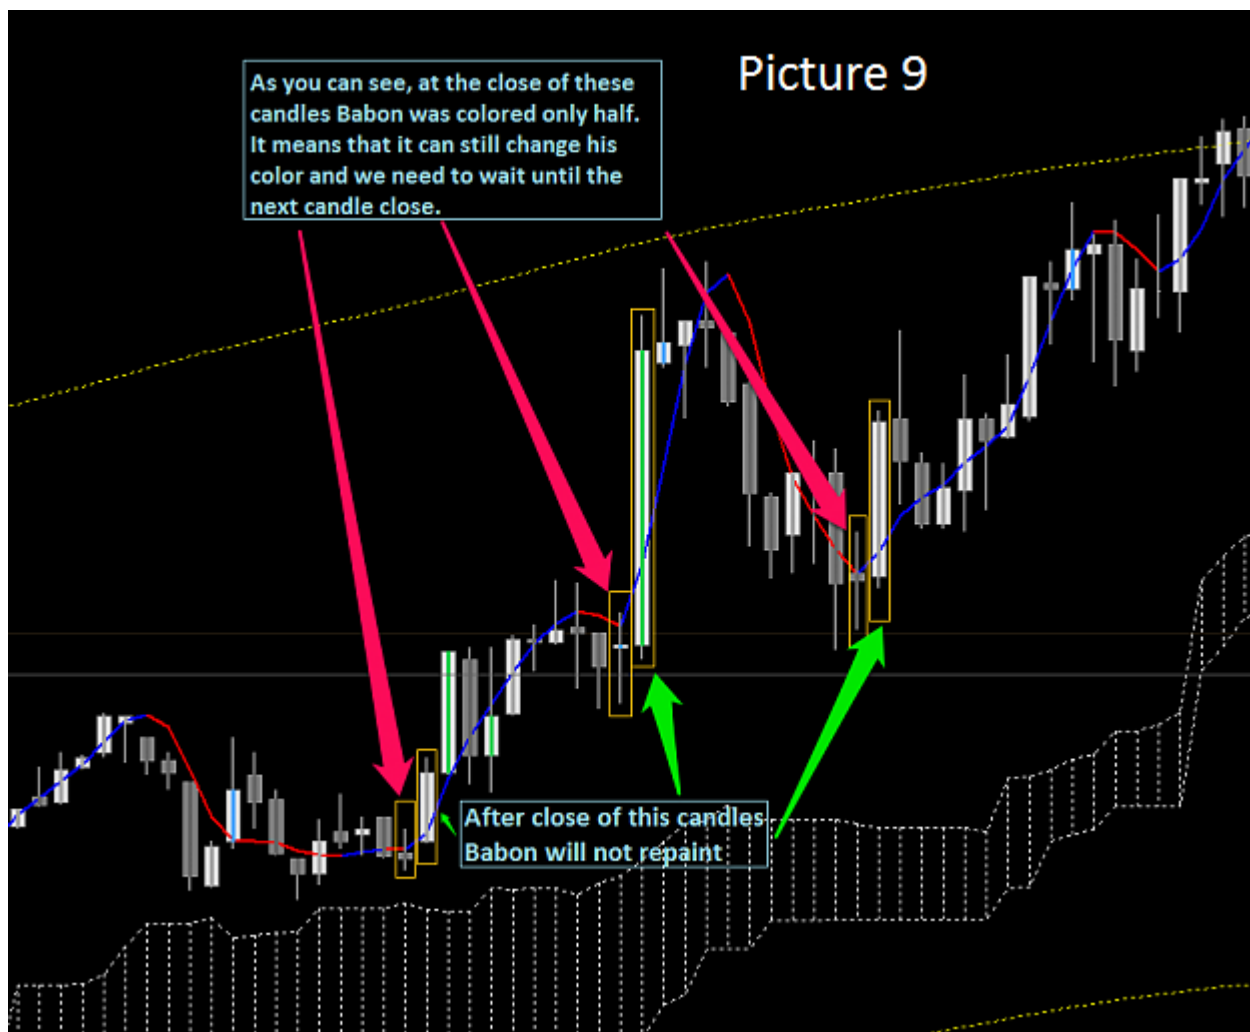 Picture 9
As you can see, at the close of these
candles Babon was colored only half.
It means that it can still change his
color and we need to wait until the
next candle close.
After close of this candles
Babon will not repaint